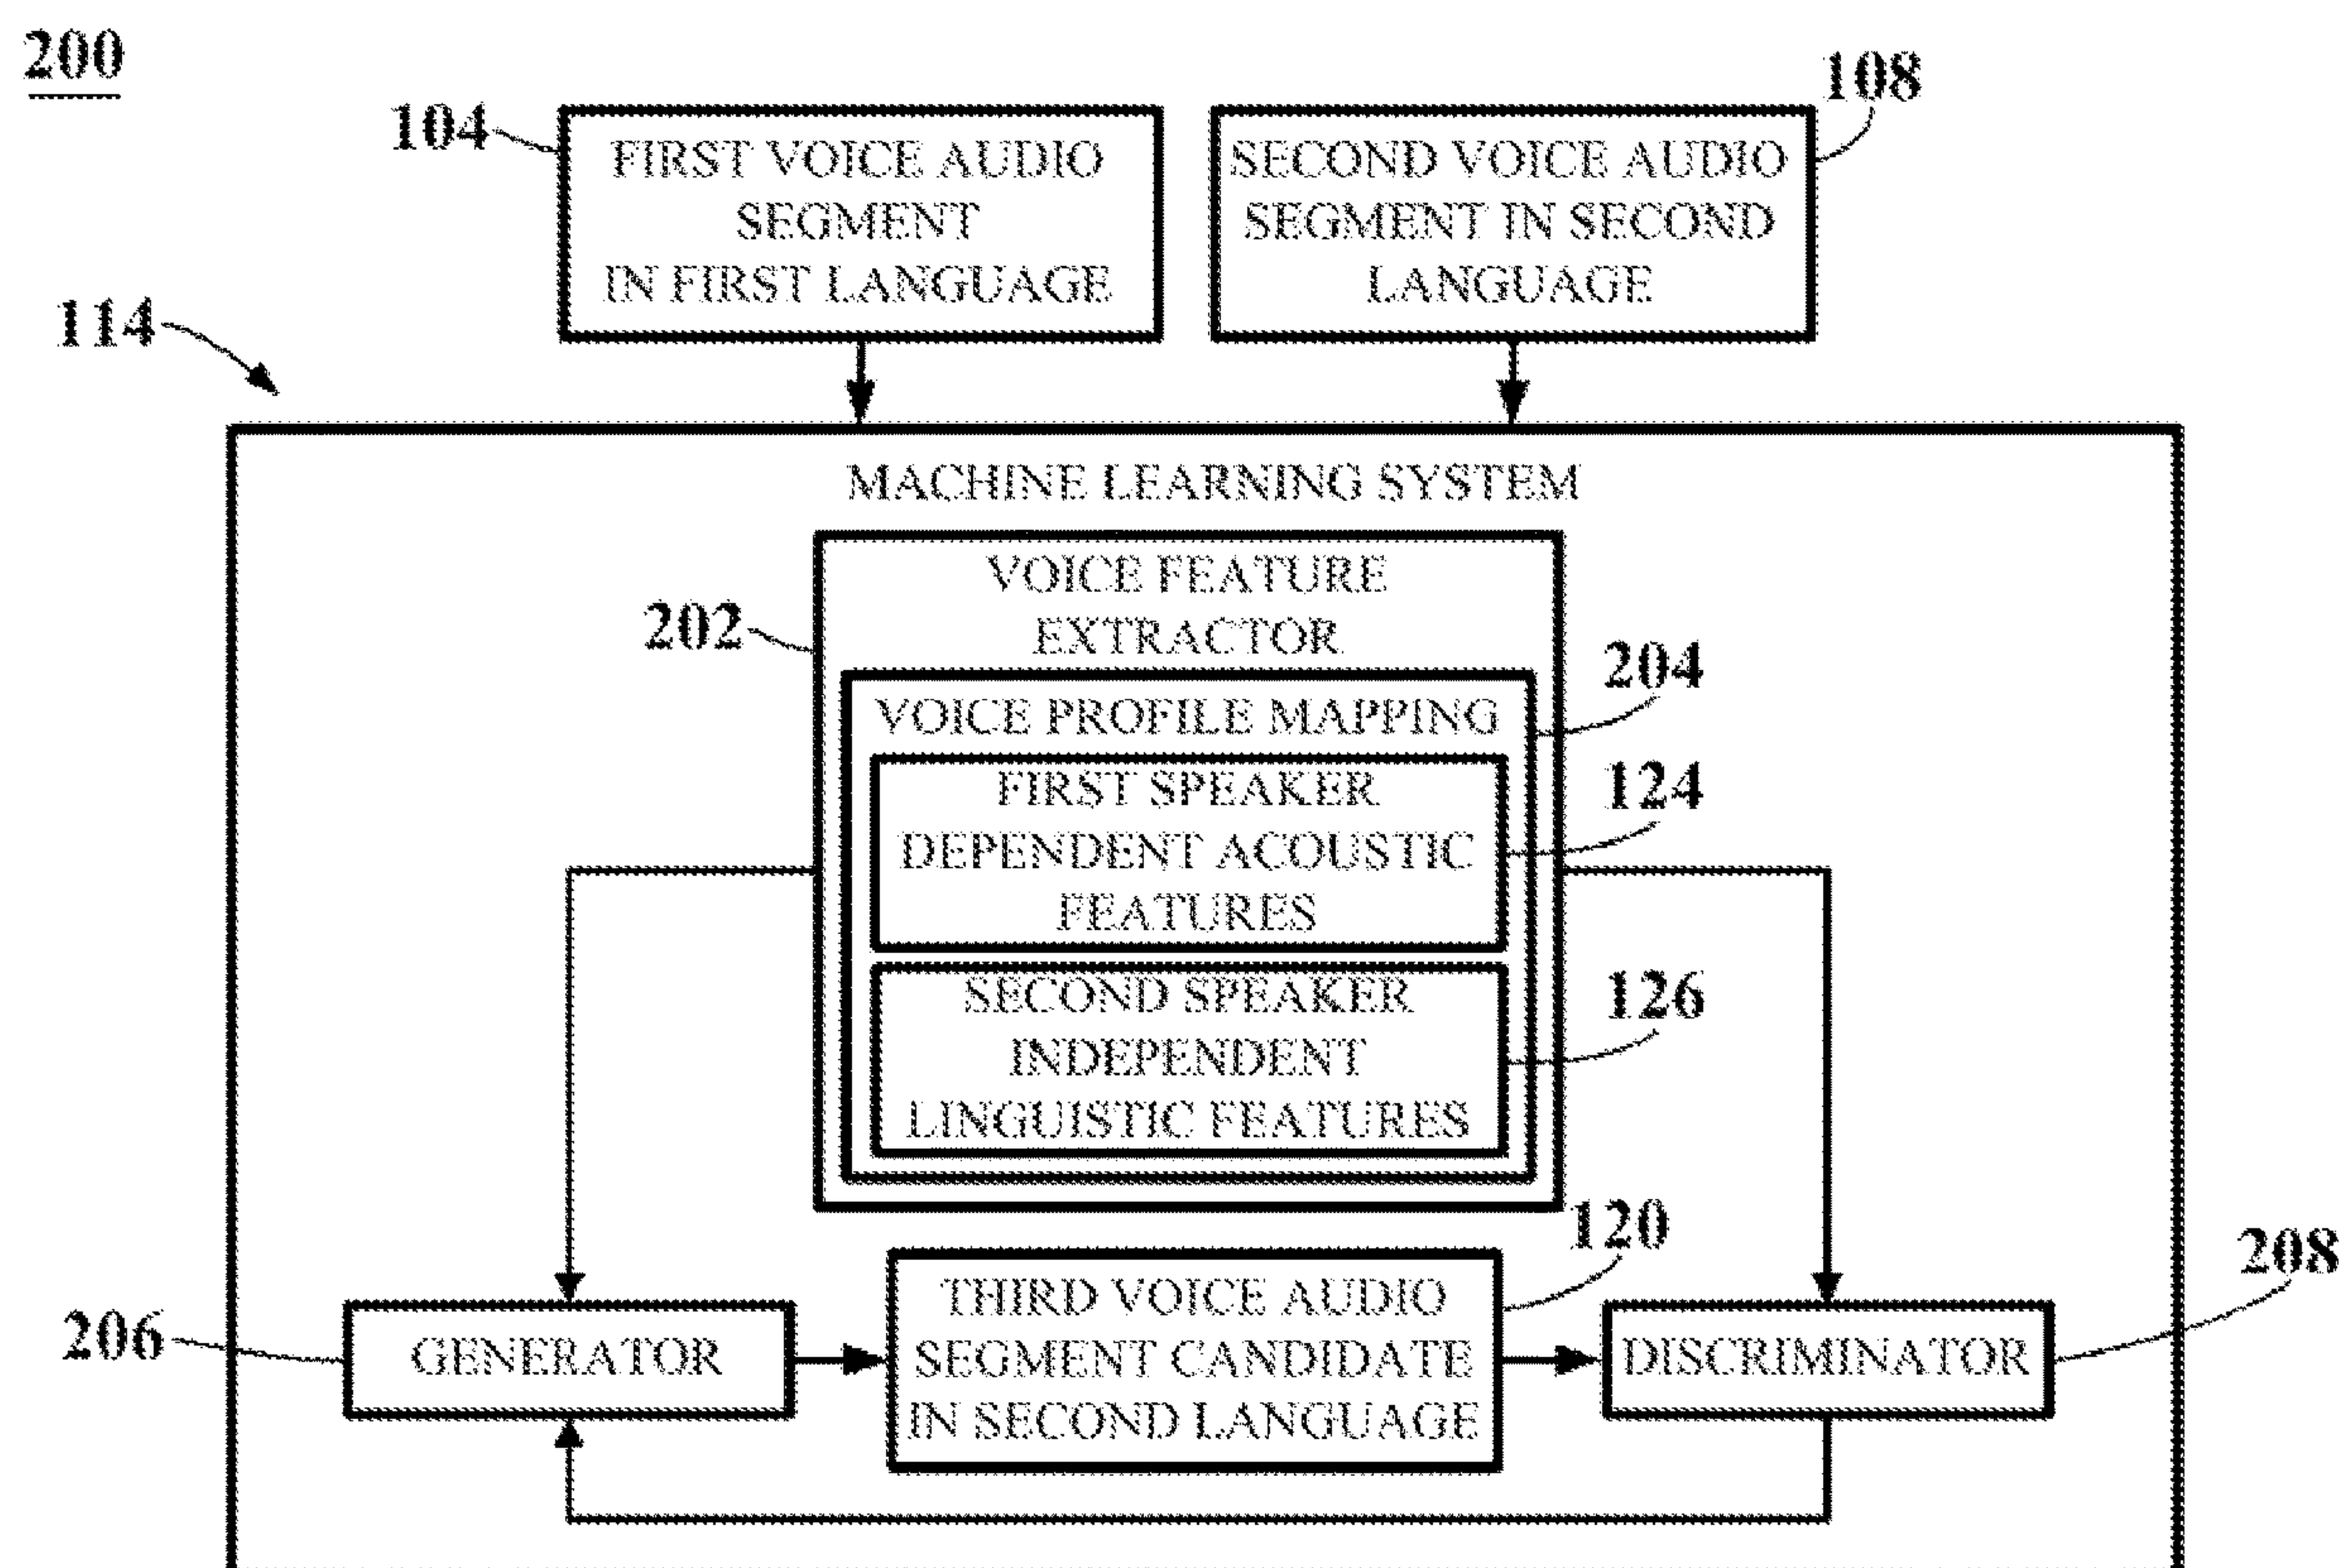 200
108
104
FIRST VOICE AUDIO
SEGMENT
IN FIRST LANGUAGE
SECOND VOICE AUDIO
SEGMENT IN SECOND
LANGUAGE
114
MACHINE LEARNING SYSTEM
VOICE FEATURE
EXTRACTOR
202
204
VOICE PROFILE MAPPING
124
FIRST SPEAKER
DEPENDENT ACOUSTIC
FEATURES
126
SECOND SPEAKER
INDEPENDENT
LINGUISTIC FEATURES
120
208
206
GENERATOR
THIRD VOICE AUDIO
SEGMENT CANDIDATE
IN SECOND LANGUAGE
DISCRIMINATOR